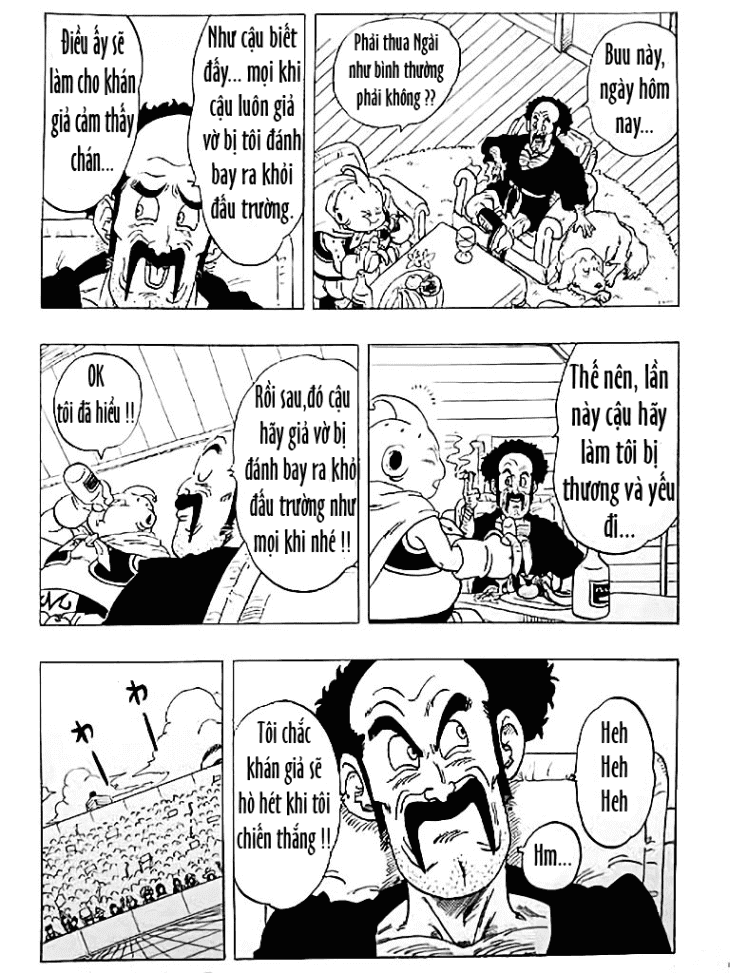 Buu này,
ngày hôm
nay...
Phải thua Ngài
như bình thường
phải không ??
Như cậu biết
đấy... mọi khi
cậu luôn giả
vờ bị tôi đánh
bay ra khỏi
đấu trường.
Điều ấy sẽ
làm cho khán
giả cảm thấy
chán...
Thế nên, lần
này cậu hãy
làm tôi bị
thương và yếu
đi...
Rồi sau,đó cậu
hãy giả vờ bị
đánh bay ra khỏi
đấu trường như
mọi khi nhé !!
OK
tôi đã hiểu !!
Heh
Heh
Heh
Hm...
Tôi chắc
khán giả sẽ
hò hét khi tôi
chiến thắng !!
わー
わー